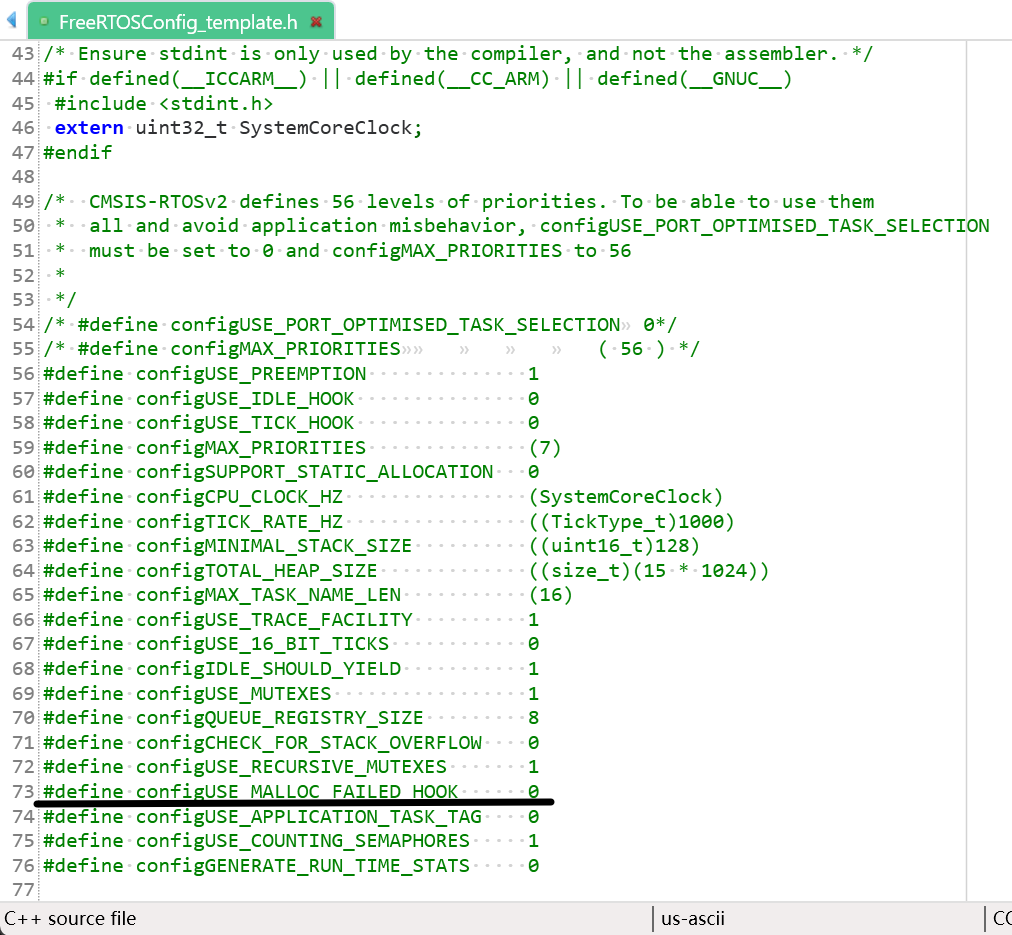 FreeRTOSConfig_template.h
43 /* Ensure stdint is only used by the compiler, and not the assembler. */
44 #if defined(__ICCARM__) || defined(__CC_ARM) || defined(__GNUC__)
45  #include <stdint.h>
46  extern uint32_t SystemCoreClock;
47 #endif
48
49 /*  CMSIS-RTOSv2 defines 56 levels of priorities. To be able to use them
50  *  all and avoid application misbehavior, configUSE_PORT_OPTIMISED_TASK_SELECTION
51  *  must be set to 0 and configMAX_PRIORITIES to 56
52  *
53  */
54 /* #define configUSE_PORT_OPTIMISED_TASK_SELECTION  0*/
55 /* #define configMAX_PRIORITIES                 ( 56 ) */
56 #define configUSE_PREEMPTION              1
57 #define configUSE_IDLE_HOOK               0
58 #define configUSE_TICK_HOOK               0
59 #define configMAX_PRIORITIES              (7)
60 #define configSUPPORT_STATIC_ALLOCATION   0
61 #define configCPU_CLOCK_HZ                (SystemCoreClock)
62 #define configTICK_RATE_HZ                ((TickType_t)1000)
63 #define configMINIMAL_STACK_SIZE          ((uint16_t)128)
64 #define configTOTAL_HEAP_SIZE             ((size_t)(15 * 1024))
65 #define configMAX_TASK_NAME_LEN           (16)
66 #define configUSE_TRACE_FACILITY          1
67 #define configUSE_16_BIT_TICKS            0
68 #define configIDLE_SHOULD_YIELD           1
69 #define configUSE_MUTEXES                 1
70 #define configQUEUE_REGISTRY_SIZE         8
71 #define configCHECK_FOR_STACK_OVERFLOW    0
72 #define configUSE_RECURSIVE_MUTEXES       1
73 #define configUSE_MALLOC_FAILED_HOOK      0
74 #define configUSE_APPLICATION_TASK_TAG    0
75 #define configUSE_COUNTING_SEMAPHORES     1
76 #define configGENERATE_RUN_TIME_STATS     0
77
C++ source file us-ascii